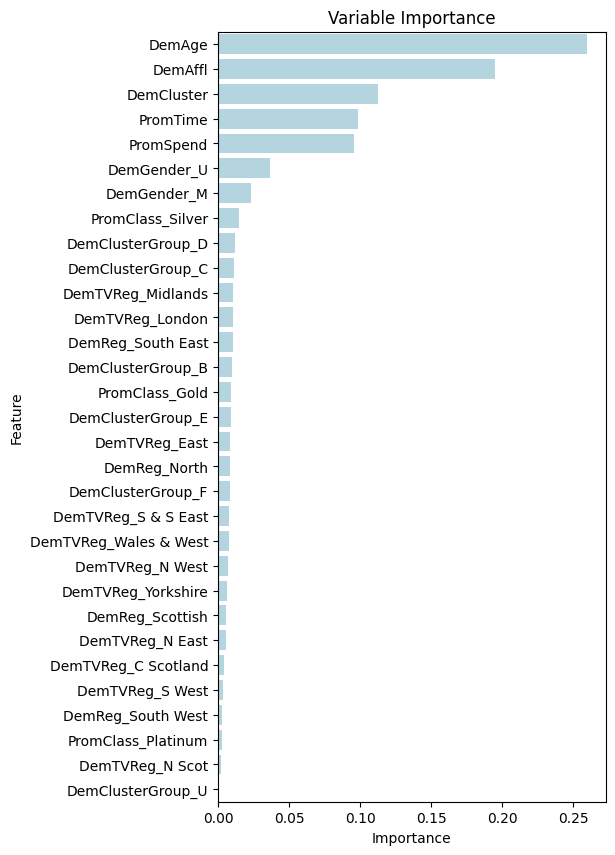 Variable Importance
DemAge
DemAffl
DemCluster
PromTime
PromSpend
DemGender_U
DemGender_M
PromClass_Silver
DemClusterGroup_D
DemClusterGroup_C
DemTVReg_Midlands
DemTVReg_London
DemReg_South East
DemClusterGroup_B
PromClass_Gold
DemClusterGroup_E
DemTVReg_East
DemReg_North
DemClusterGroup_F
DemTVReg_S & S East
DemTVReg_Wales & West
DemTVReg_N West
DemTVReg_Yorkshire
DemReg_Scottish
DemTVReg_N East
DemTVReg_C Scotland
DemTVReg_S West
DemReg_South West
PromClass_Platinum
DemTVReg_N Scot
DemClusterGroup_U
Feature
0.00 0.05 0.10 0.15 0.20 0.25
Importance